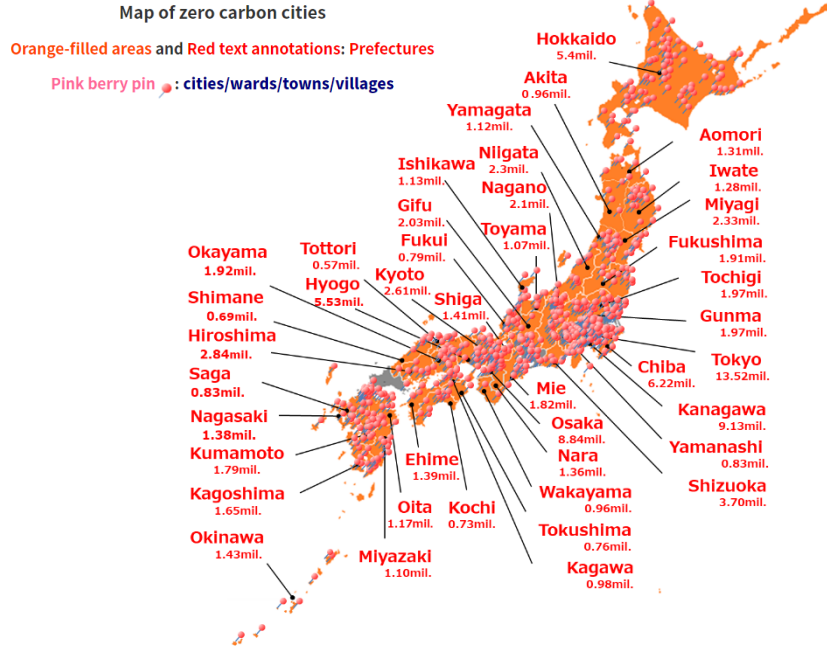 Map of zero carbon cities
Orange-filled areas and Red text annotations: Prefectures
Pink berry pin : cities/wards/towns/villages
Hokkaido
5.4mil.
Akita
0.96mil.
Yamagata
1.12mil.
Niigata
2.3mil.
Ishikawa
1.13mil.
Nagano
2.1mil.
Gifu
2.03mil.
Toyama
1.07mil.
Fukui
0.79mil.
Aomori
1.31mil.
Iwate
1.28mil.
Miyagi
2.33mil.
Fukushima
1.91mil.
Tochigi
1.97mil.
Gunma
1.97mil.
Tokyo
13.52mil.
Chiba
6.22mil.
Kanagawa
9.13mil.
Yamanashi
0.83mil.
Shizuoka
3.70mil.
Okayama
1.92mil.
Tottori
0.57mil.
Kyoto
2.61mil.
Hyogo
5.53mil.
Shiga
1.41mil.
Shimane
0.69mil.
Hiroshima
2.84mil.
Saga
0.83mil.
Nagasaki
1.38mil.
Kumamoto
1.79mil.
Kagoshima
1.65mil.
Okinawa
1.43mil.
Mie
1.82mil.
Osaka
8.84mil.
Nara
1.36mil.
Wakayama
0.96mil.
Tokushima
0.76mil.
Kagawa
0.98mil.
Ehime
1.39mil.
Oita
1.17mil.
Kochi
0.73mil.
Miyazaki
1.10mil.